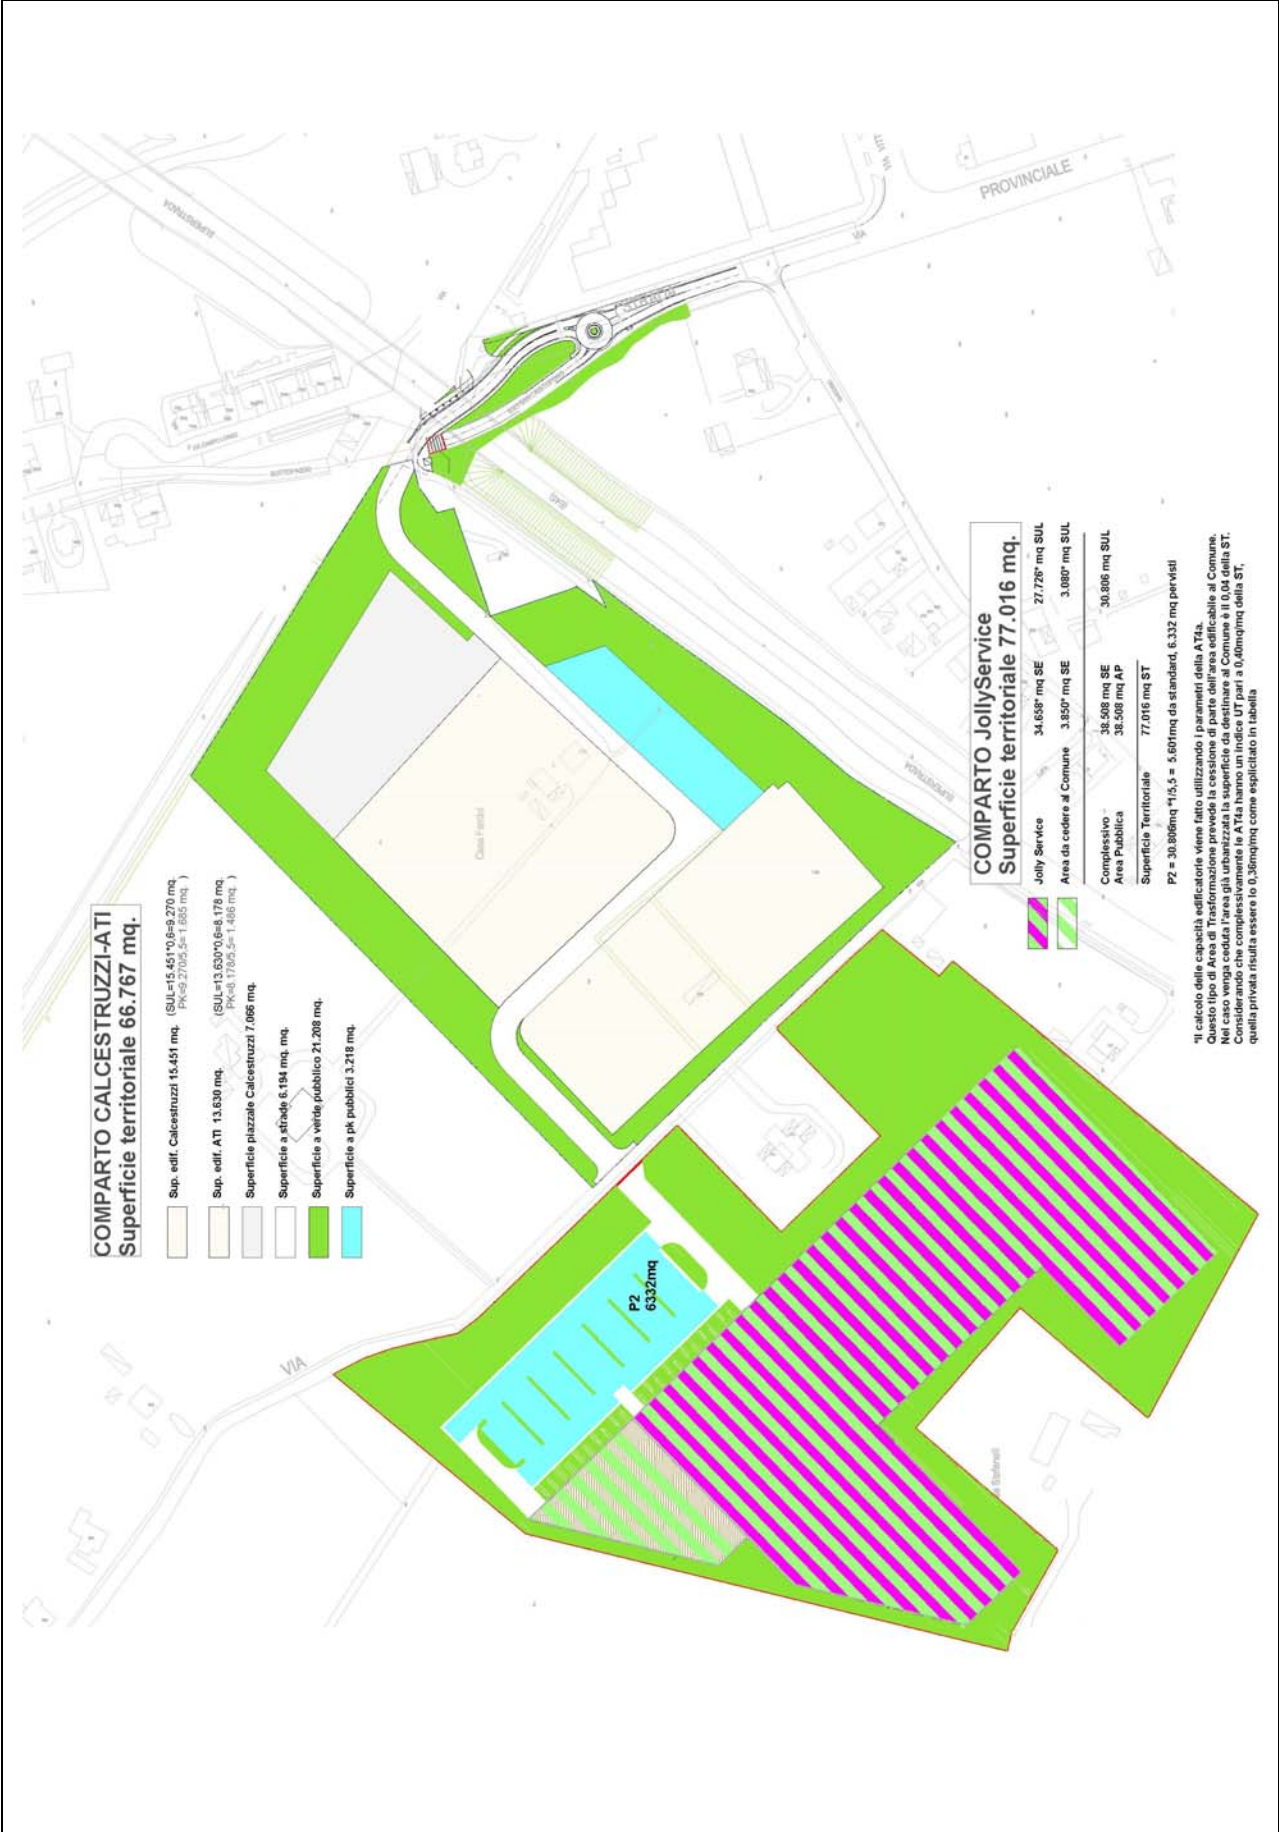 COMPARTO CALCESTRUZZI-ATI
Superficie territoriale 66.767 mq.
Sup. edif. Calcestruzzi 15.451 mq. (SUL=15.451*0,6=9.270 mq.
PK=9.270/5,5= 1.685 mq. )
Sup. edif. ATI 13.630 mq. (SUL=13.630*0,6=8.178 mq.
PK=8.178/5,5= 1.486 mq. )
Superficie piazzale Calcestruzzi 7.066 mq.
Superficie a strade 6.194 mq. mq.
Superficie a verde pubblico 21.208 mq.
Superficie a pk pubblici 3.218 mq.
VIA
P2
6332mq
Casa Fantini
SUPERSTRADA
SUPERSTRADA
SOTTOPASSO
VIA
VIA
PROVINCIALE
COMPARTO JollyService
Superficie territoriale 77.016 mq.
Jolly Service 34.658* mq SE 27.726* mq SUL
Area da cedere al Comune 3.850* mq SE 3.080* mq SUL
Complessivo 38.508 mq SE 30.806 mq SUL
Area Pubblica 38.508 mq AP
Superficie Territoriale 77.016 mq ST
P2 = 30.806mq *1/5,5 = 5.601mq da standard, 6.332 mq pervisti
*Il calcolo delle capacità edificatorie viene fatto utilizzando i parametri della AT4a.
Questo tipo di Area di Trasformazione prevede la cessione di parte dell'area edificabile al Comune.
Nel caso venga ceduta l'area già urbanizzata la superficie da destinare al Comune è il 0,04 della ST.
Considerando che complessivamente le AT4a hanno un indice UT pari a 0,40mq/mq della ST,
quella privata risulta essere lo 0,36mq/mq come esplicitato in tabella